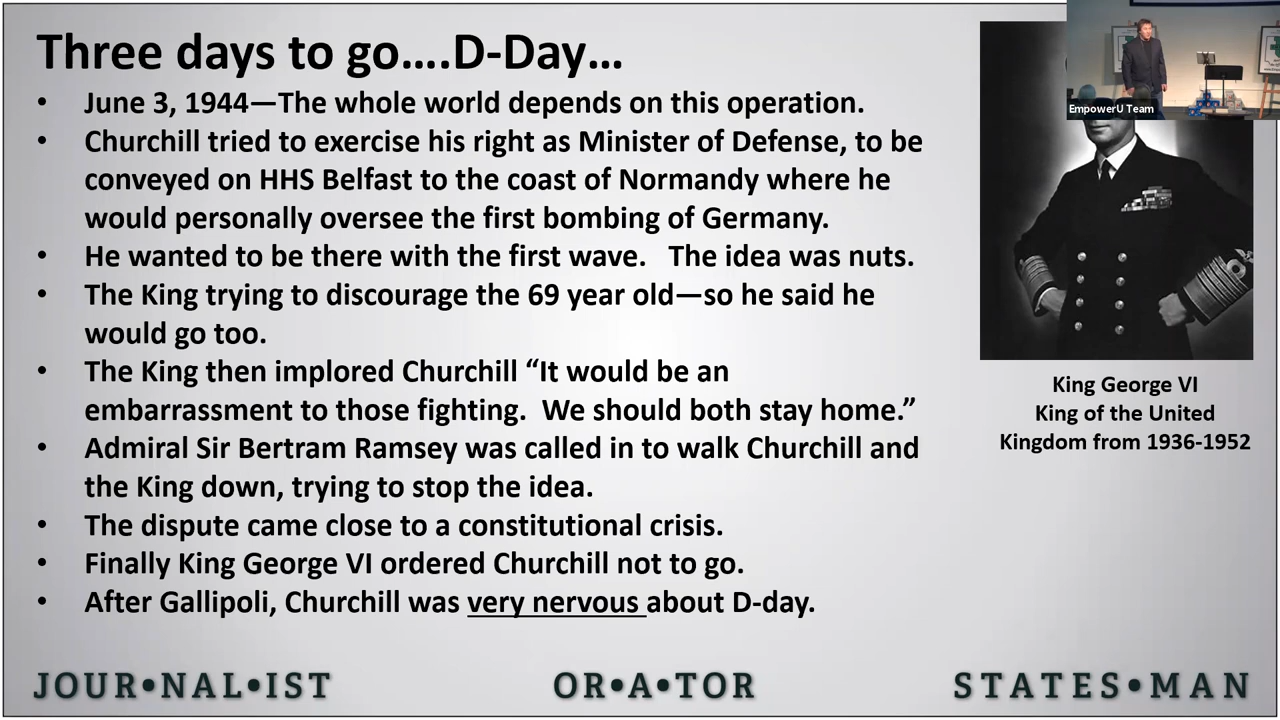 Three days to go....D-Day...
• June 3, 1944—The whole world depends on this operation.
• Churchill tried to exercise his right as Minister of Defense, to be
conveyed on HHS Belfast to the coast of Normandy where he
would personally oversee the first bombing of Germany.
• He wanted to be there with the first wave. The idea was nuts.
• The King trying to discourage the 69 year old—so he said he
would go too.
• The King then implored Churchill “It would be an
embarrassment to those fighting. We should both stay home.”
• Admiral Sir Bertram Ramsey was called in to walk Churchill and
the King down, trying to stop the idea.
• The dispute came close to a constitutional crisis.
• Finally King George VI ordered Churchill not to go.
• After Gallipoli, Churchill was very nervous about D-day.
EmpowerU Team
King George VI
King of the United
Kingdom from 1936-1952
JOUR•NAL•IST
OR•A•TOR
STATES•MAN